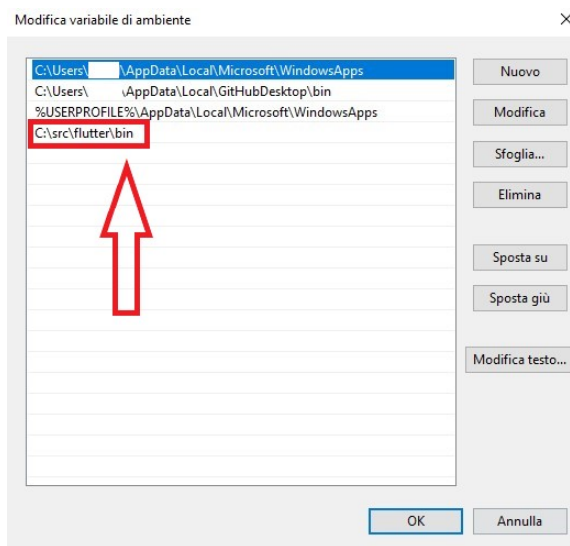 Modifica variabile di ambiente
C:\Users\ \AppData\Local\Microsoft\WindowsApps
C:\Users\ \AppData\Local\GitHubDesktop\bin
%USERPROFILE%\AppData\Local\Microsoft\WindowsApps
C:\src\flutter\bin
Nuovo
Modifica
Sfoglia...
Elimina
Sposta su
Sposta giù
Modifica testo...
OK
Annulla